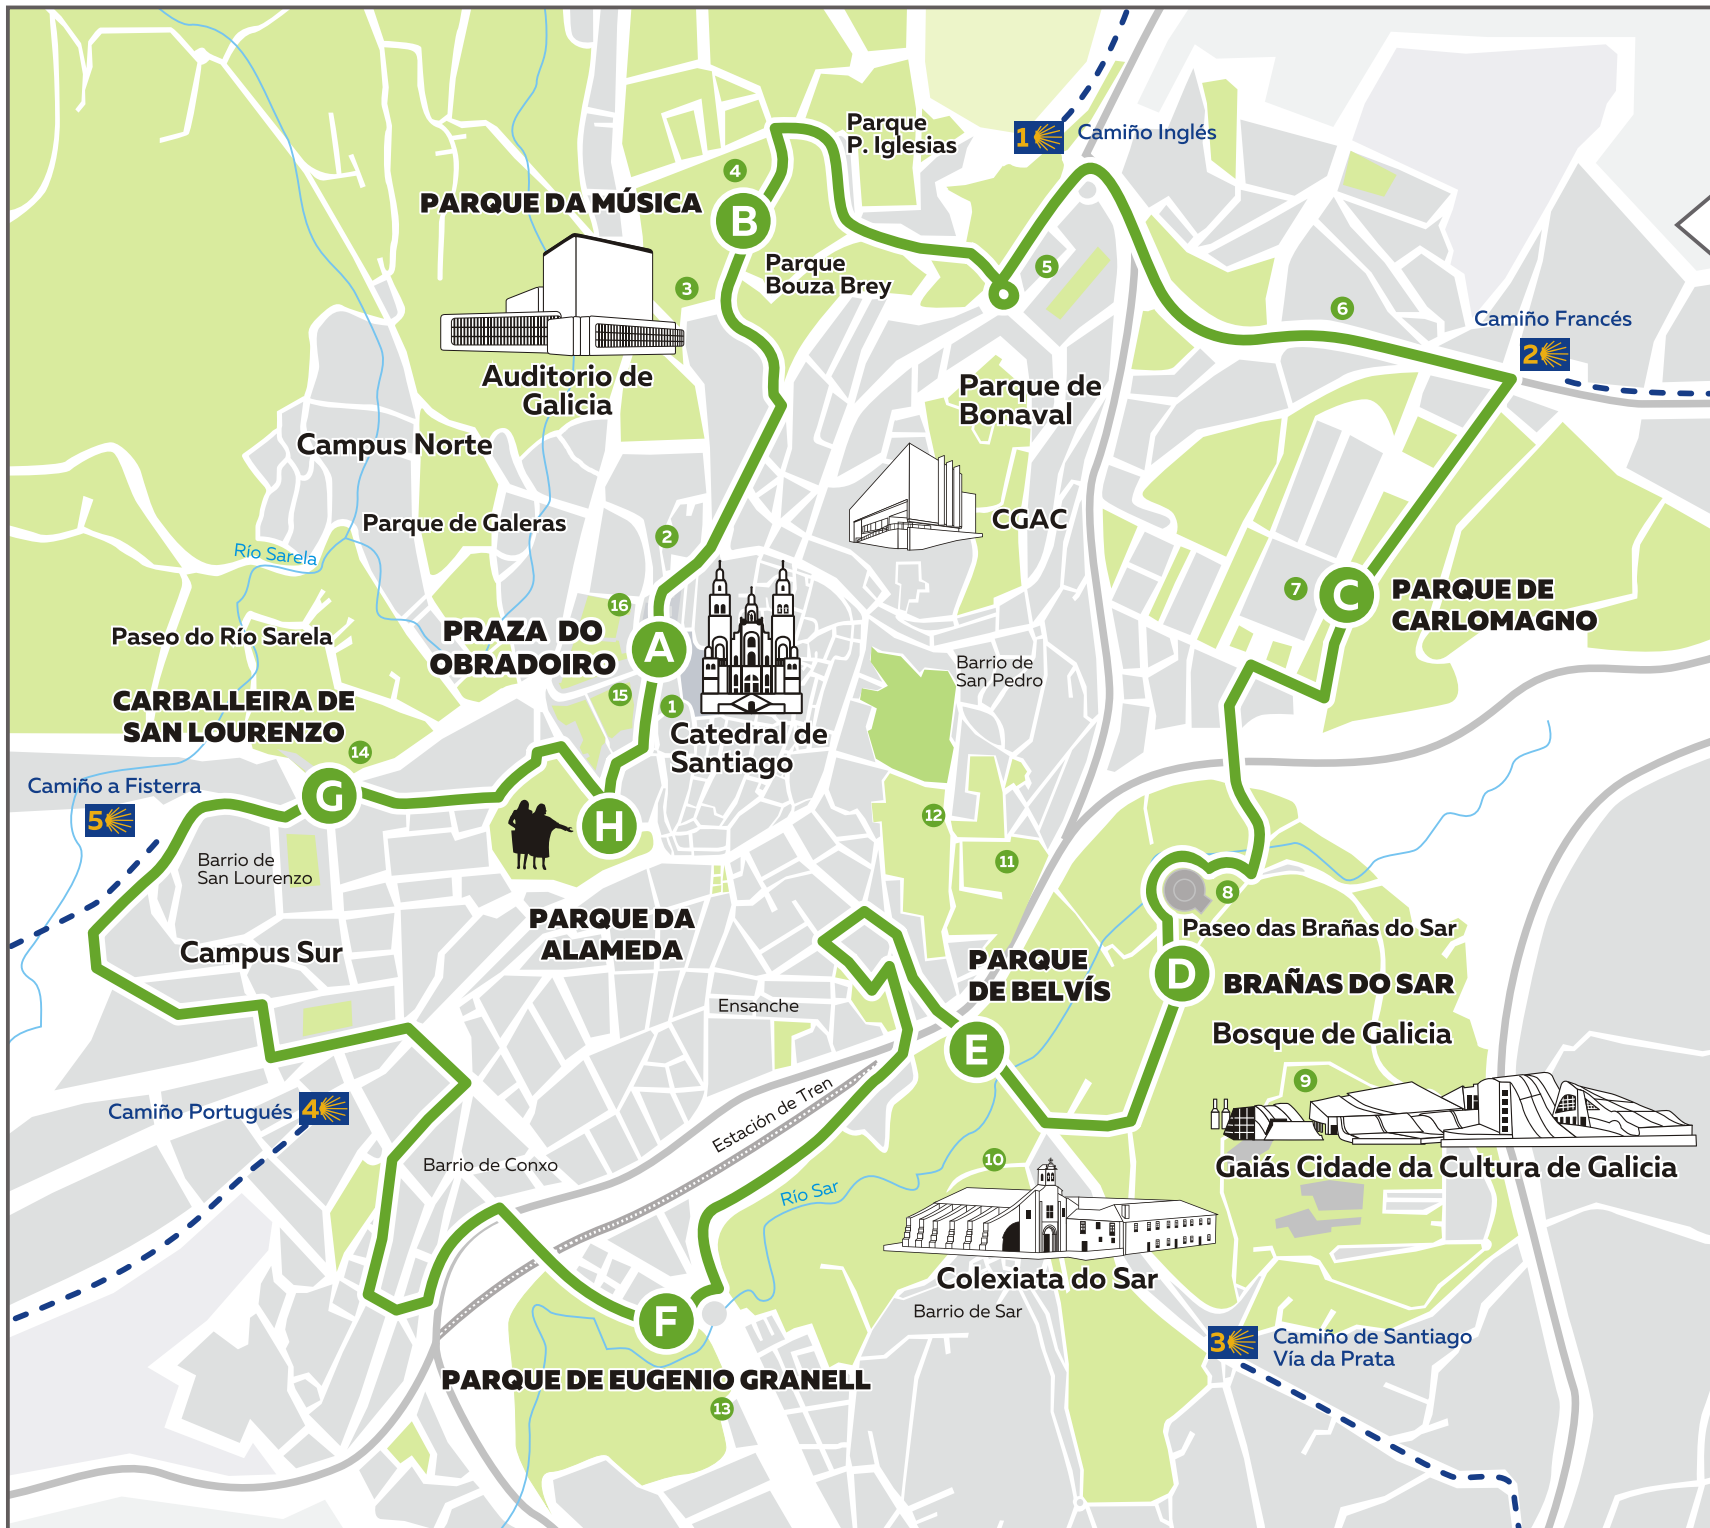 Parque
P. Iglesias
1
Camiño Inglés
4
PARQUE DA MÚSICA
B
Parque
Bouza Brey
3
5
6
Camiño Francés
2
Auditorio de
Galicia
Parque de
Bonaval
Campus Norte
Parque de Galeras
2
CGAC
Río Sarela
7
C
PARQUE DE
CARLOMAGNO
16
Paseo do Río Sarela
PRAZA DO
OBRADOIRO
A
Barrio de
San Pedro
15
1
CARBALLEIRA DE
SAN LOURENZO
14
Catedral de
Santiago
Camiño a Fisterra
5
G
H
12
11
Barrio de
San Lourenzo
8
PARQUE DA
ALAMEDA
Paseo das Brañas do Sar
Campus Sur
PARQUE
DE BELVÍS
D
BRAÑAS DO SAR
Ensanche
Bosque de Galicia
E
9
Camiño Portugués
4
Estación de Tren
Barrio de Conxo
10
Gaiás Cidade da Cultura de Galicia
Río Sar
Colexiata do Sar
Barrio de Sar
F
3
Camiño de Santiago
Vía da Prata
PARQUE DE EUGENIO GRANELL
13